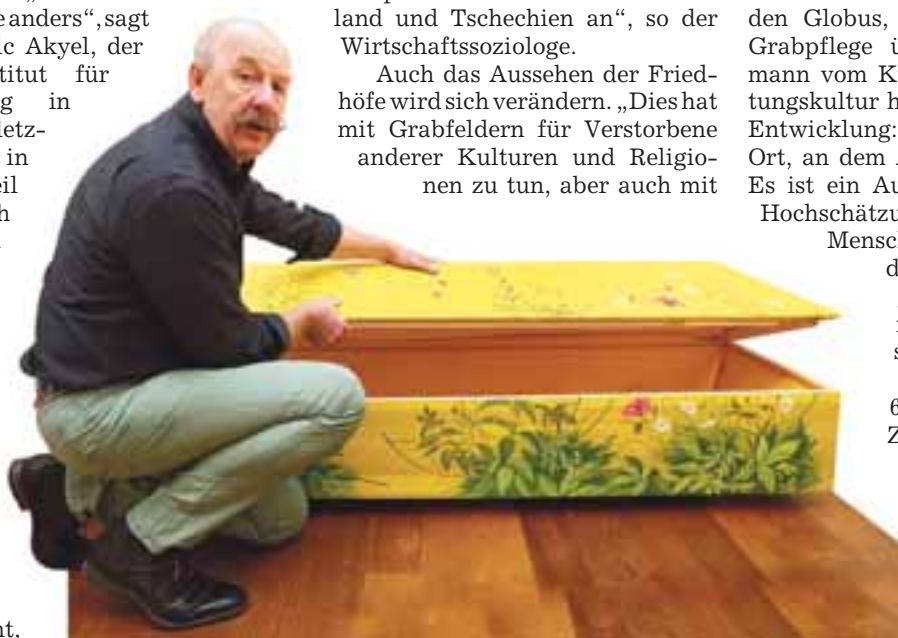 e anders“, sagt
ic Akyel, der
titut für
g in
letz-
in
eil
h
nt,
land und Tschechien an“, so der
Wirtschaftssoziologe.
Auch das Aussehen der Fried-
höfe wird sich verändern. „Dies hat
mit Grabfeldern für Verstorbene
anderer Kulturen und Religio-
nen zu tun, aber auch mit
den Globus,
Grabpflege ü
mann vom K
tungskultur h
Entwicklung:
Ort, an dem
Es ist ein Au
Hochschätzu
Mensc
d
s
6
Z